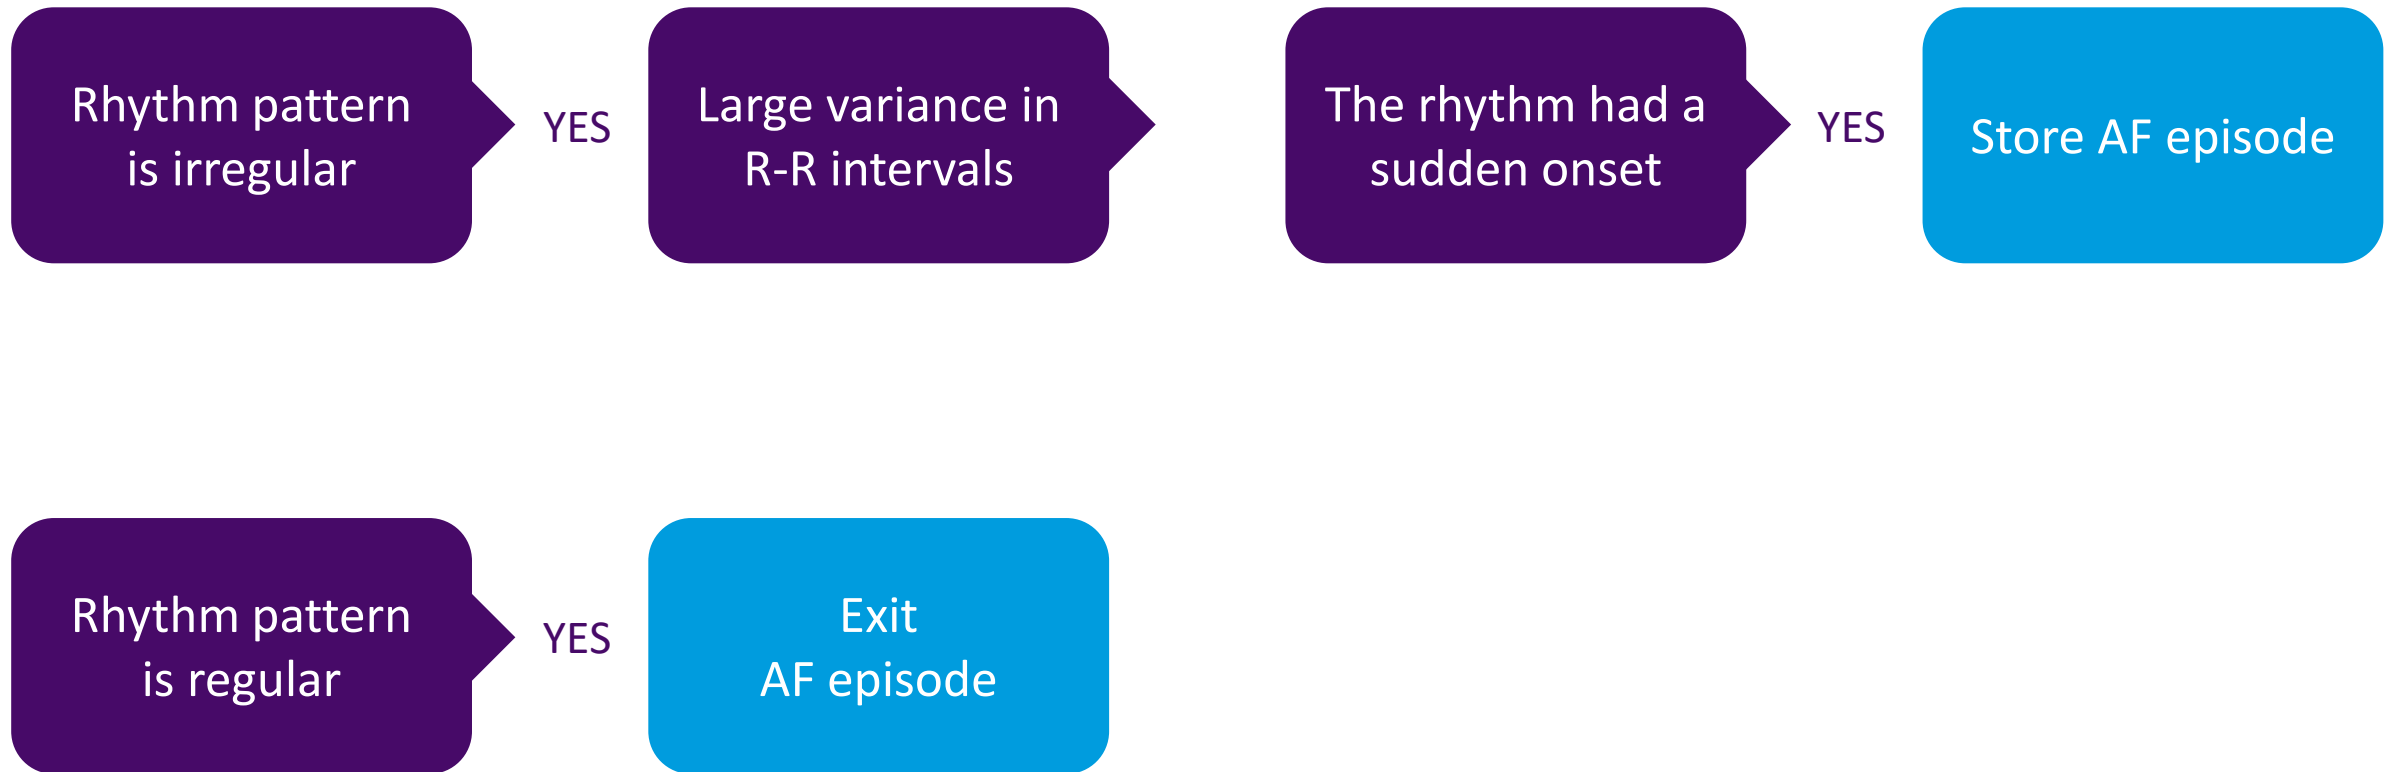 Rhythm pattern
is irregular
YES
Large variance in
R-R intervals
The rhythm had a
sudden onset
YES
Store AF episode
Rhythm pattern
is regular
YES
Exit
AF episode